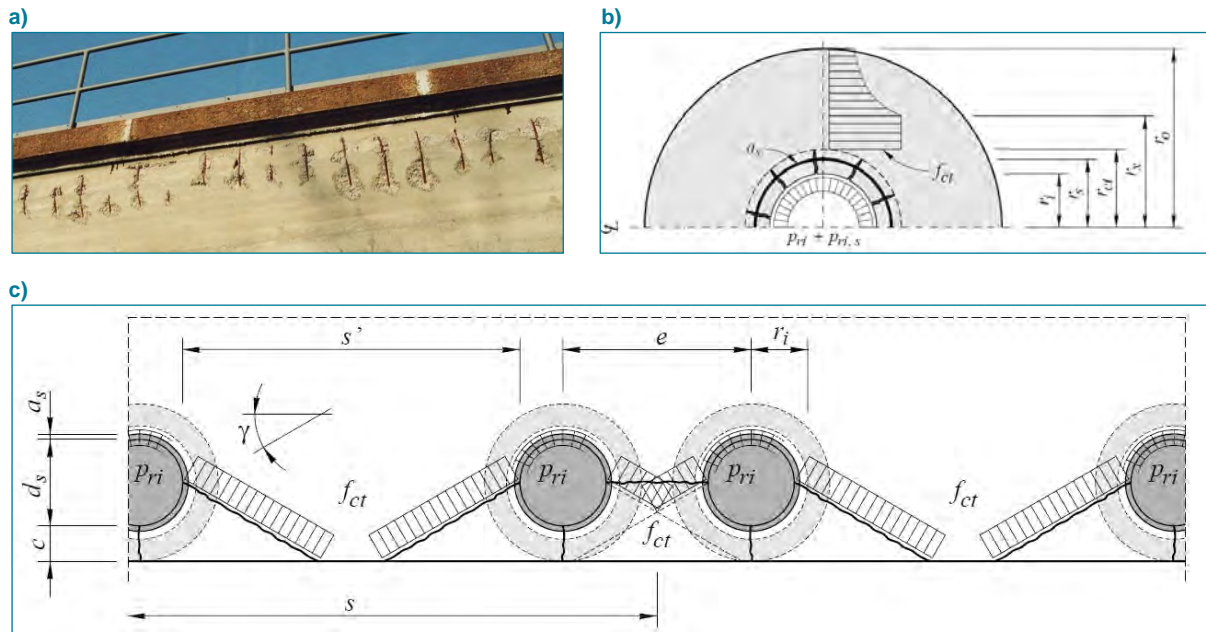 a)
b)
a_s
f_ct
r_i
r_s
r_ct
r_x
r_o
℄
p_ri + p_ri, s
c)
s’
e
r_i
a_s
γ
d_s
p_ri
p_ri
p_ri
p_ri
f_ct
f_ct
f_ct
c
s